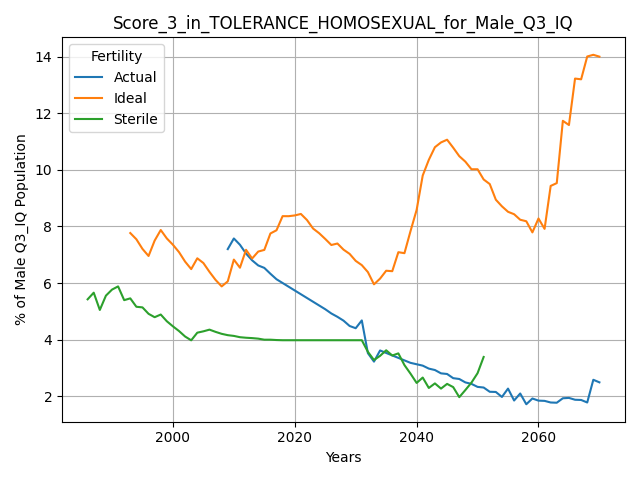 Score_3_in_TOLERANCE_HOMOSEXUAL_for_Male_Q3_IQ
Fertility
Actual
Ideal
Sterile
% of Male Q3_IQ Population
14
12
10
8
6
4
2
2000
2020
2040
2060
Years